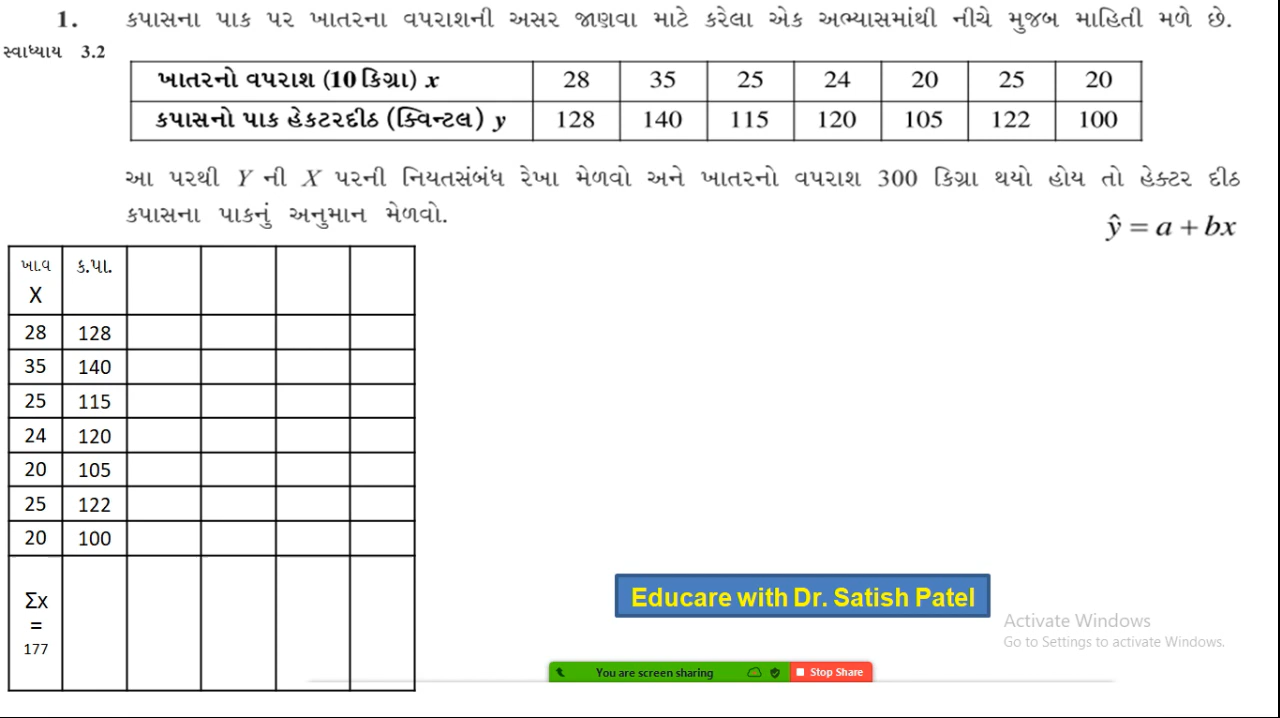 1. કપાસના પાક પર ખાતરના વપરાશની અસર જાણવા માટે કરેલા એક અભ્યાસમાંથી નીચે મુજબ માહિતી મળે છે.
સ્વાધ્યાય 3.2
ખાતરનો વપરાશ (10 કિગ્રા) x 28 35 25 24 20 25 20
કપાસનો પાક હેકટરદીઠ (ક્વિન્ટલ) y 128 140 115 120 105 122 100
આ પરથી Y ની X પરની નિયતસંબંધ રેખા મેળવો અને ખાતરનો વપરાશ 300 કિગ્રા થયો હોય તો હેક્ટર દીઠ
કપાસના પાકનું અનુમાન મેળવો.
ŷ = a + bx
ખા.વ ક.પા.
X
28 128
35 140
25 115
24 120
20 105
25 122
20 100
Σx
=
177
Educare with Dr. Satish Patel
Activate Windows
Go to Settings to activate Windows.
You are screen sharing Stop Share